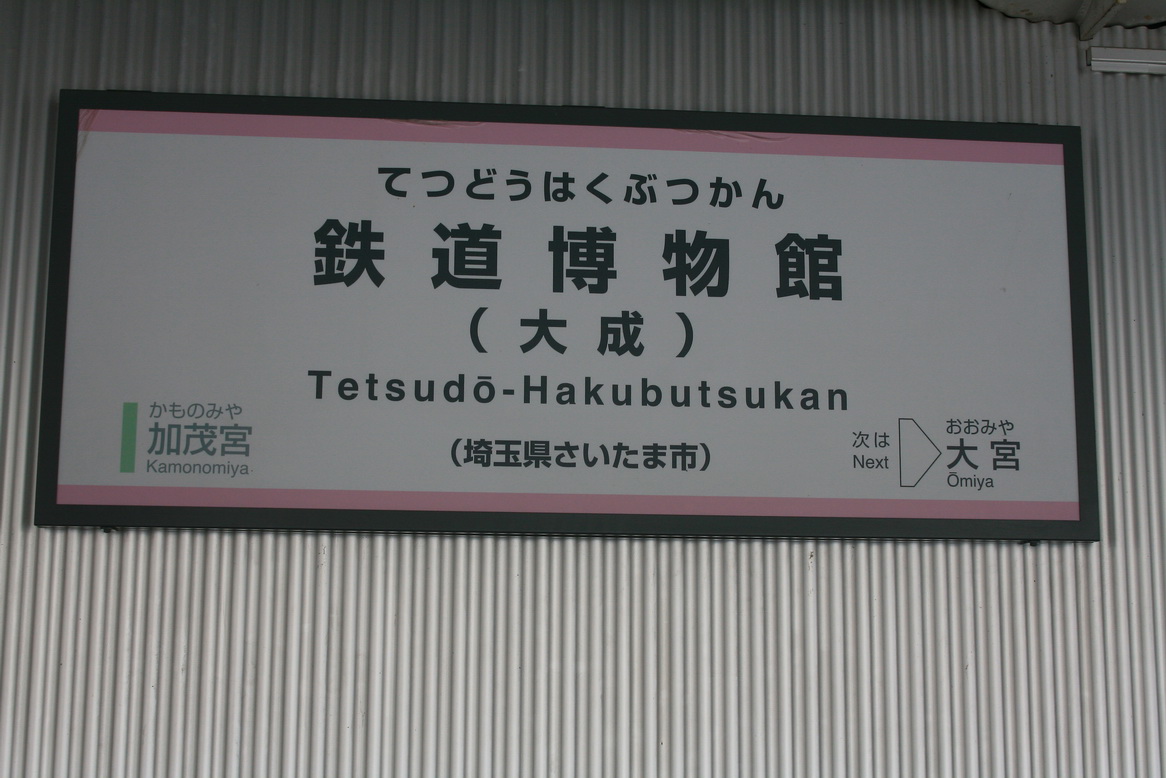 てつどうはくぶつかん
鉄道博物館
(大成)
Tetsudō-Hakubutsukan
(埼玉県さいたま市)
かものみや
加茂宮
Kamonomiya
次は
Next
おおみや
大宮
Ōmiya